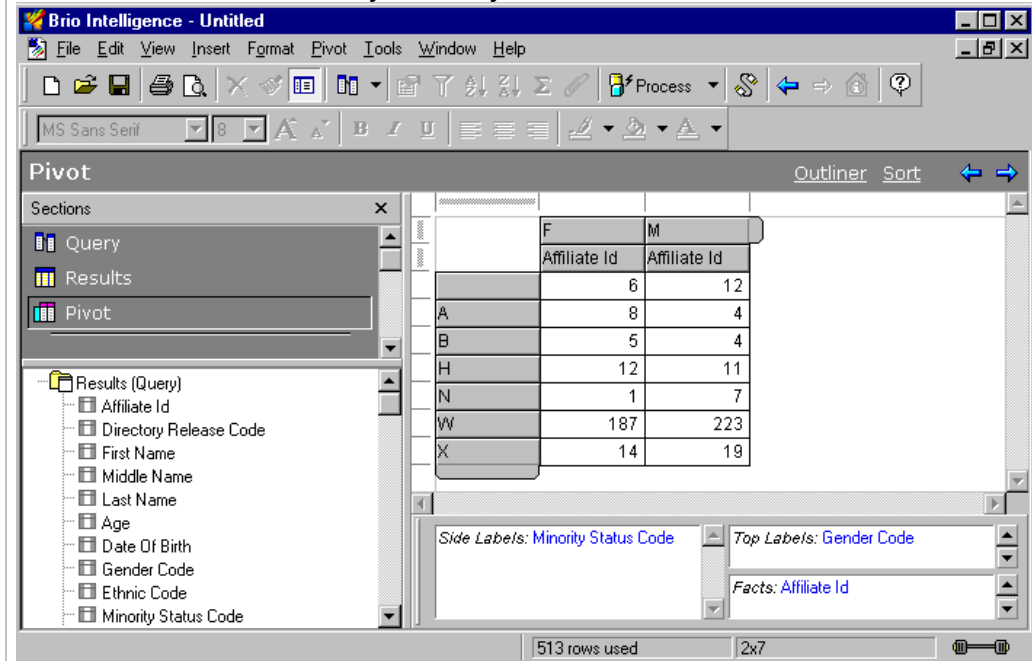 Brio Intelligence - Untitled
File Edit View Insert Format Pivot Tools Window Help
Process
MS Sans Serif 8 A A B I U A
Pivot Outliner Sort
Sections
Query
Results
Pivot
F M
Affiliate Id Affiliate Id
6 12
A 8 4
B 5 4
H 12 11
N 1 7
W 187 223
X 14 19
Results (Query)
Affiliate Id
Directory Release Code
First Name
Middle Name
Last Name
Age
Date Of Birth
Gender Code
Ethnic Code
Minority Status Code
Side Labels: Minority Status Code
Top Labels: Gender Code
Facts: Affiliate Id
513 rows used 2x7